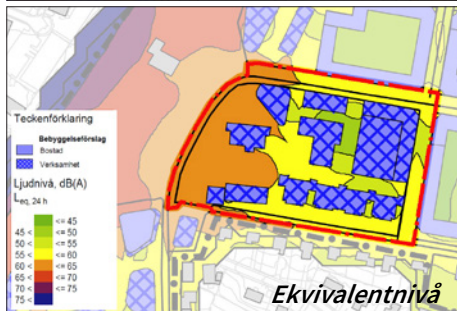 Teckenförklaring
Bebyggelseförslag
Bostad
Verksamhet
Ljudnivå, dB(A)
Leq, 24 h
<= 45
45 < <= 50
50 < <= 55
55 < <= 60
60 < <= 65
65 < <= 70
70 < <= 75
75 <
Ekvivalentnivå